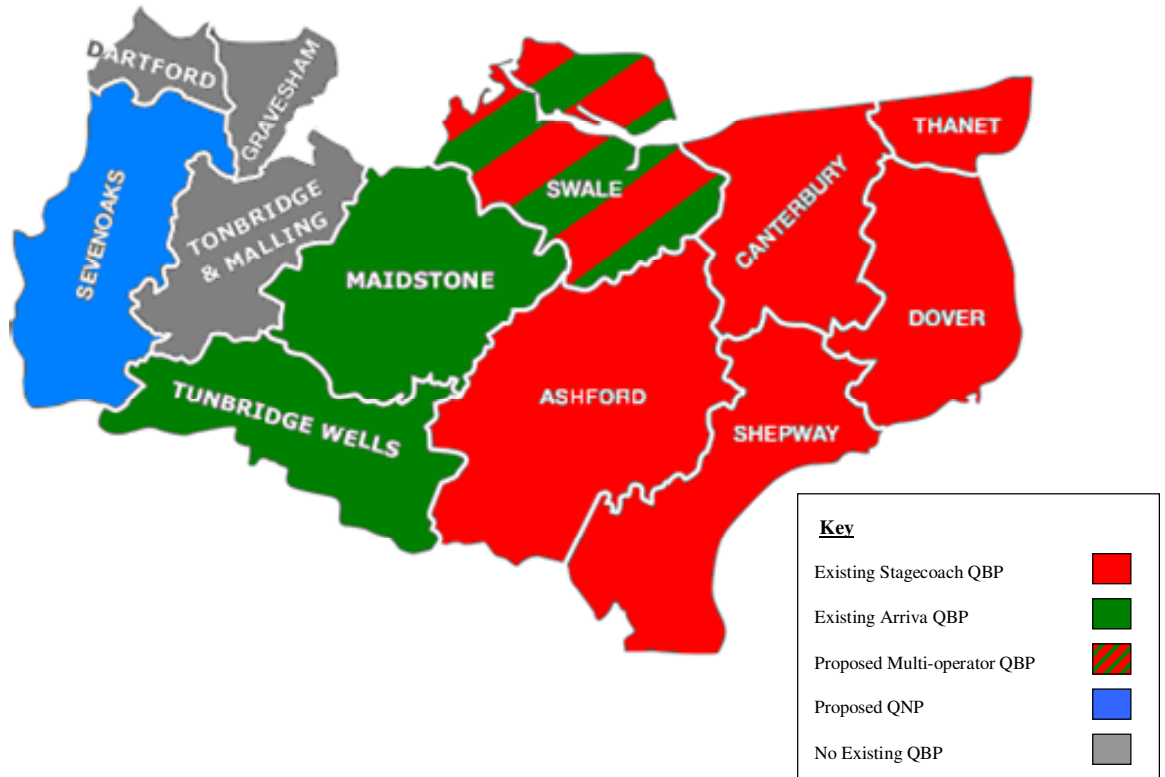 DARTFORD
GRAVESHAM
THANET
SWALE
SEVENOAKS
TONBRIDGE
& MALLING
CANTERBURY
MAIDSTONE
DOVER
TUNBRIDGE WELLS
ASHFORD
SHEPWAY
Key
Existing Stagecoach QBP
Existing Arriva QBP
Proposed Multi-operator QBP
Proposed QNP
No Existing QBP